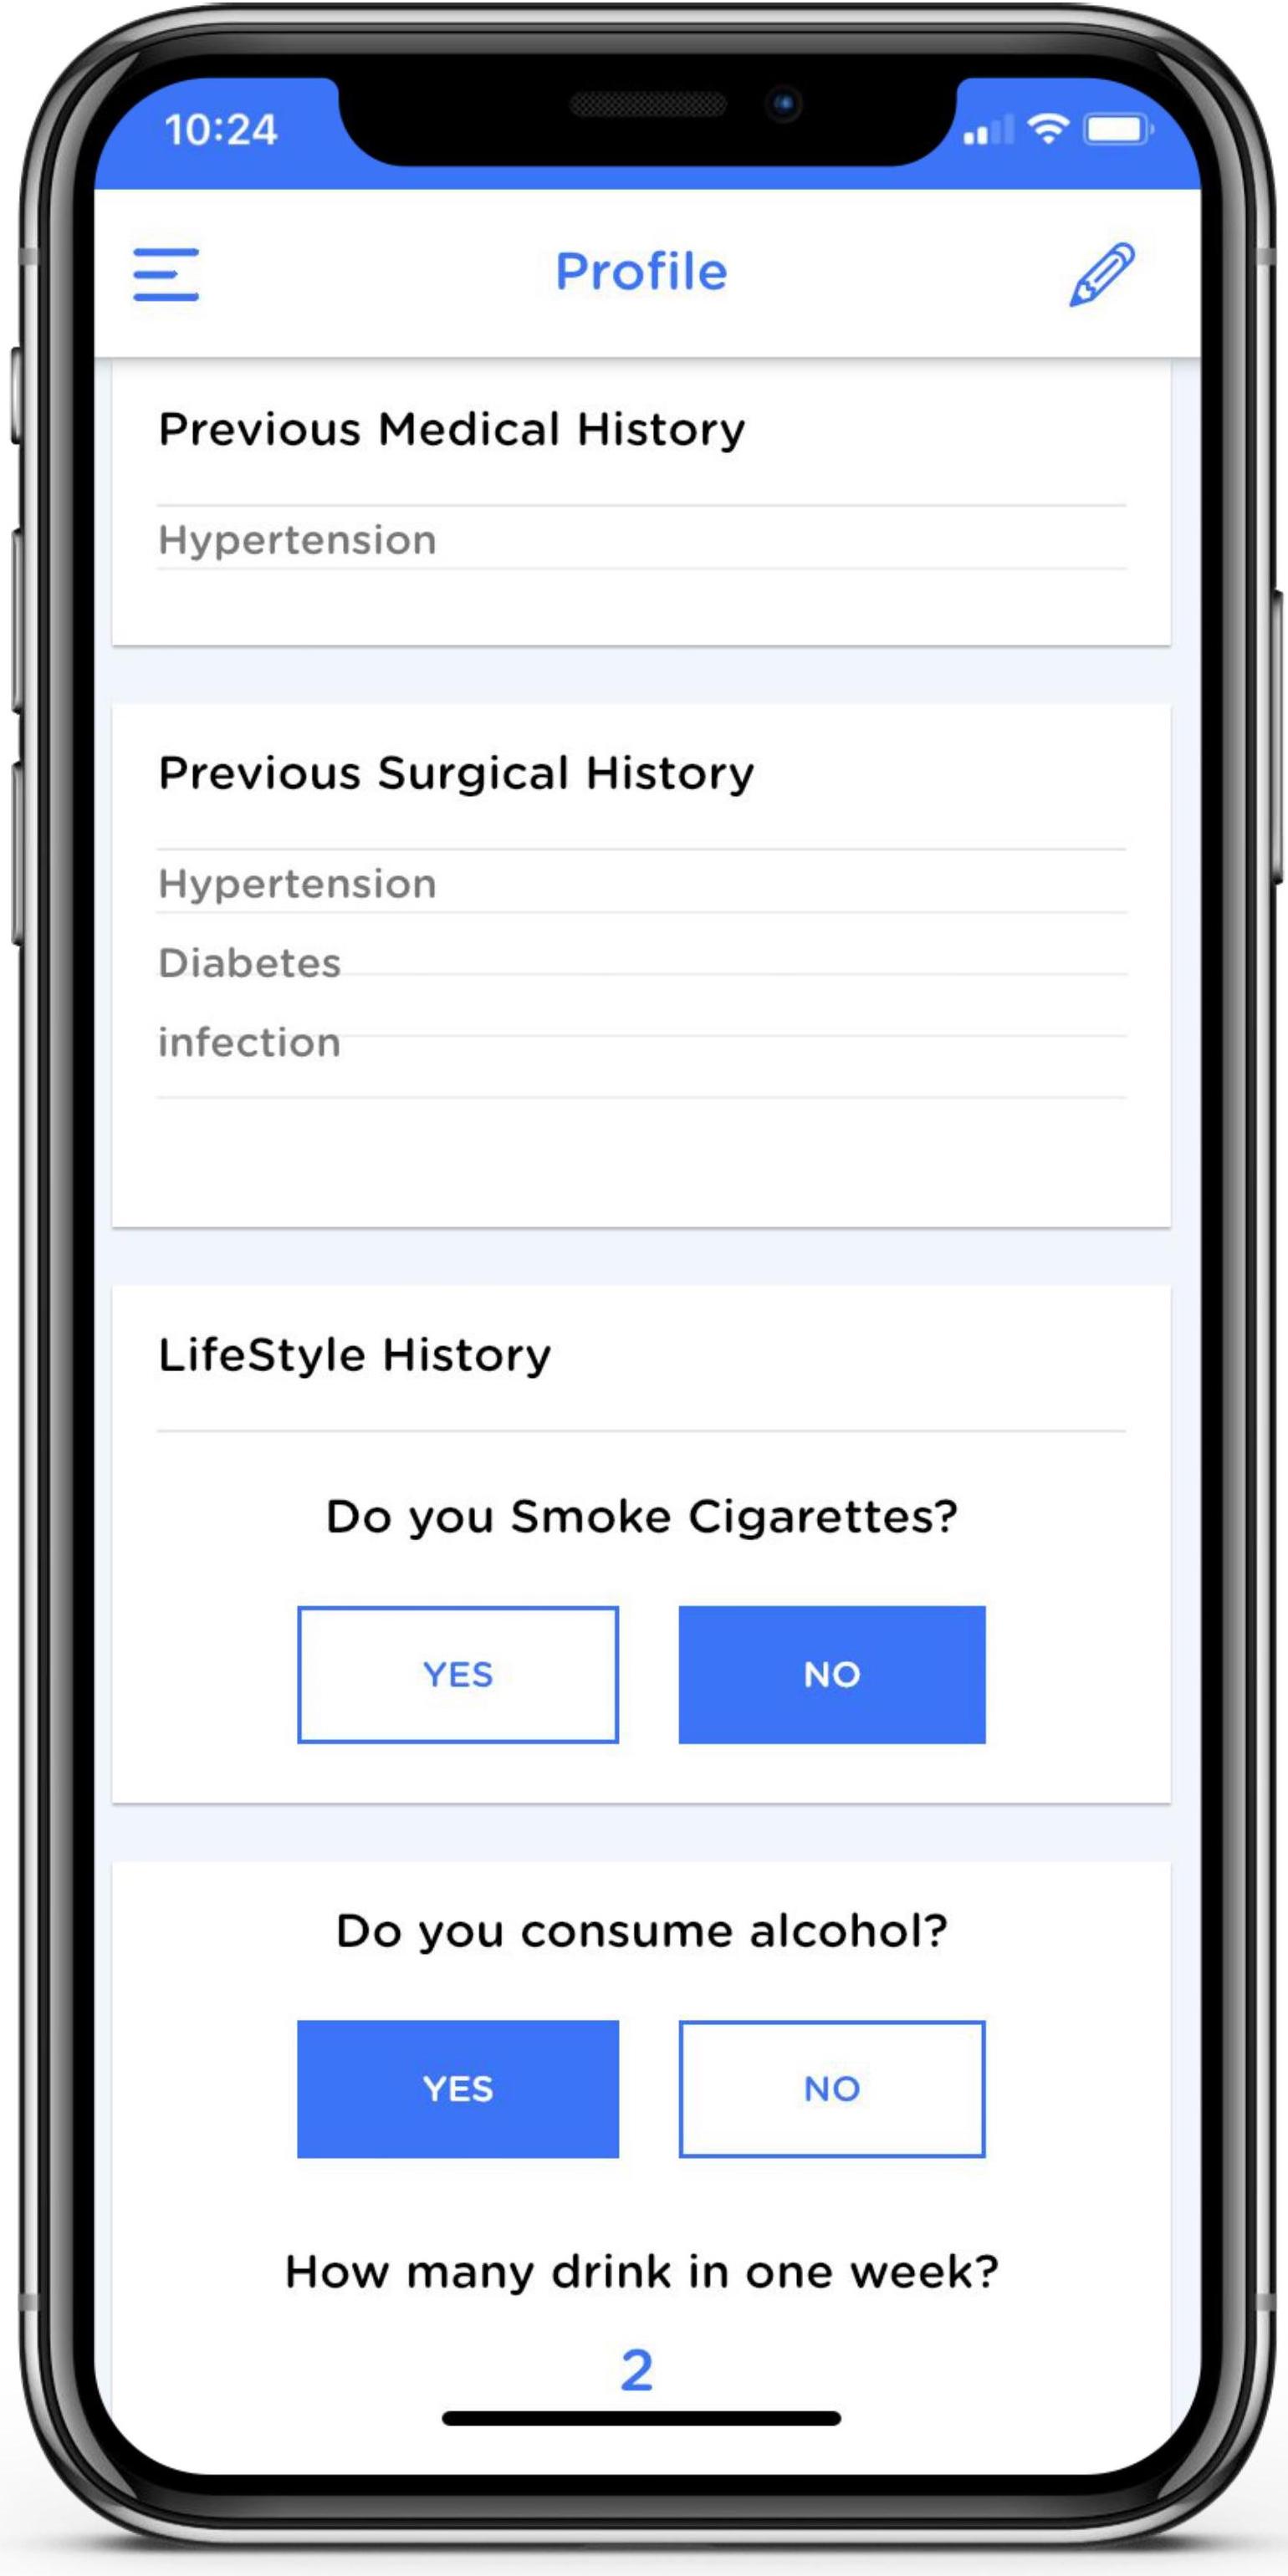 10:24
Profile
Previous Medical History
Hypertension
Previous Surgical History
Hypertension
Diabetes
infection
LifeStyle History
Do you Smoke Cigarettes?
YES NO
Do you consume alcohol?
YES NO
How many drink in one week?
2